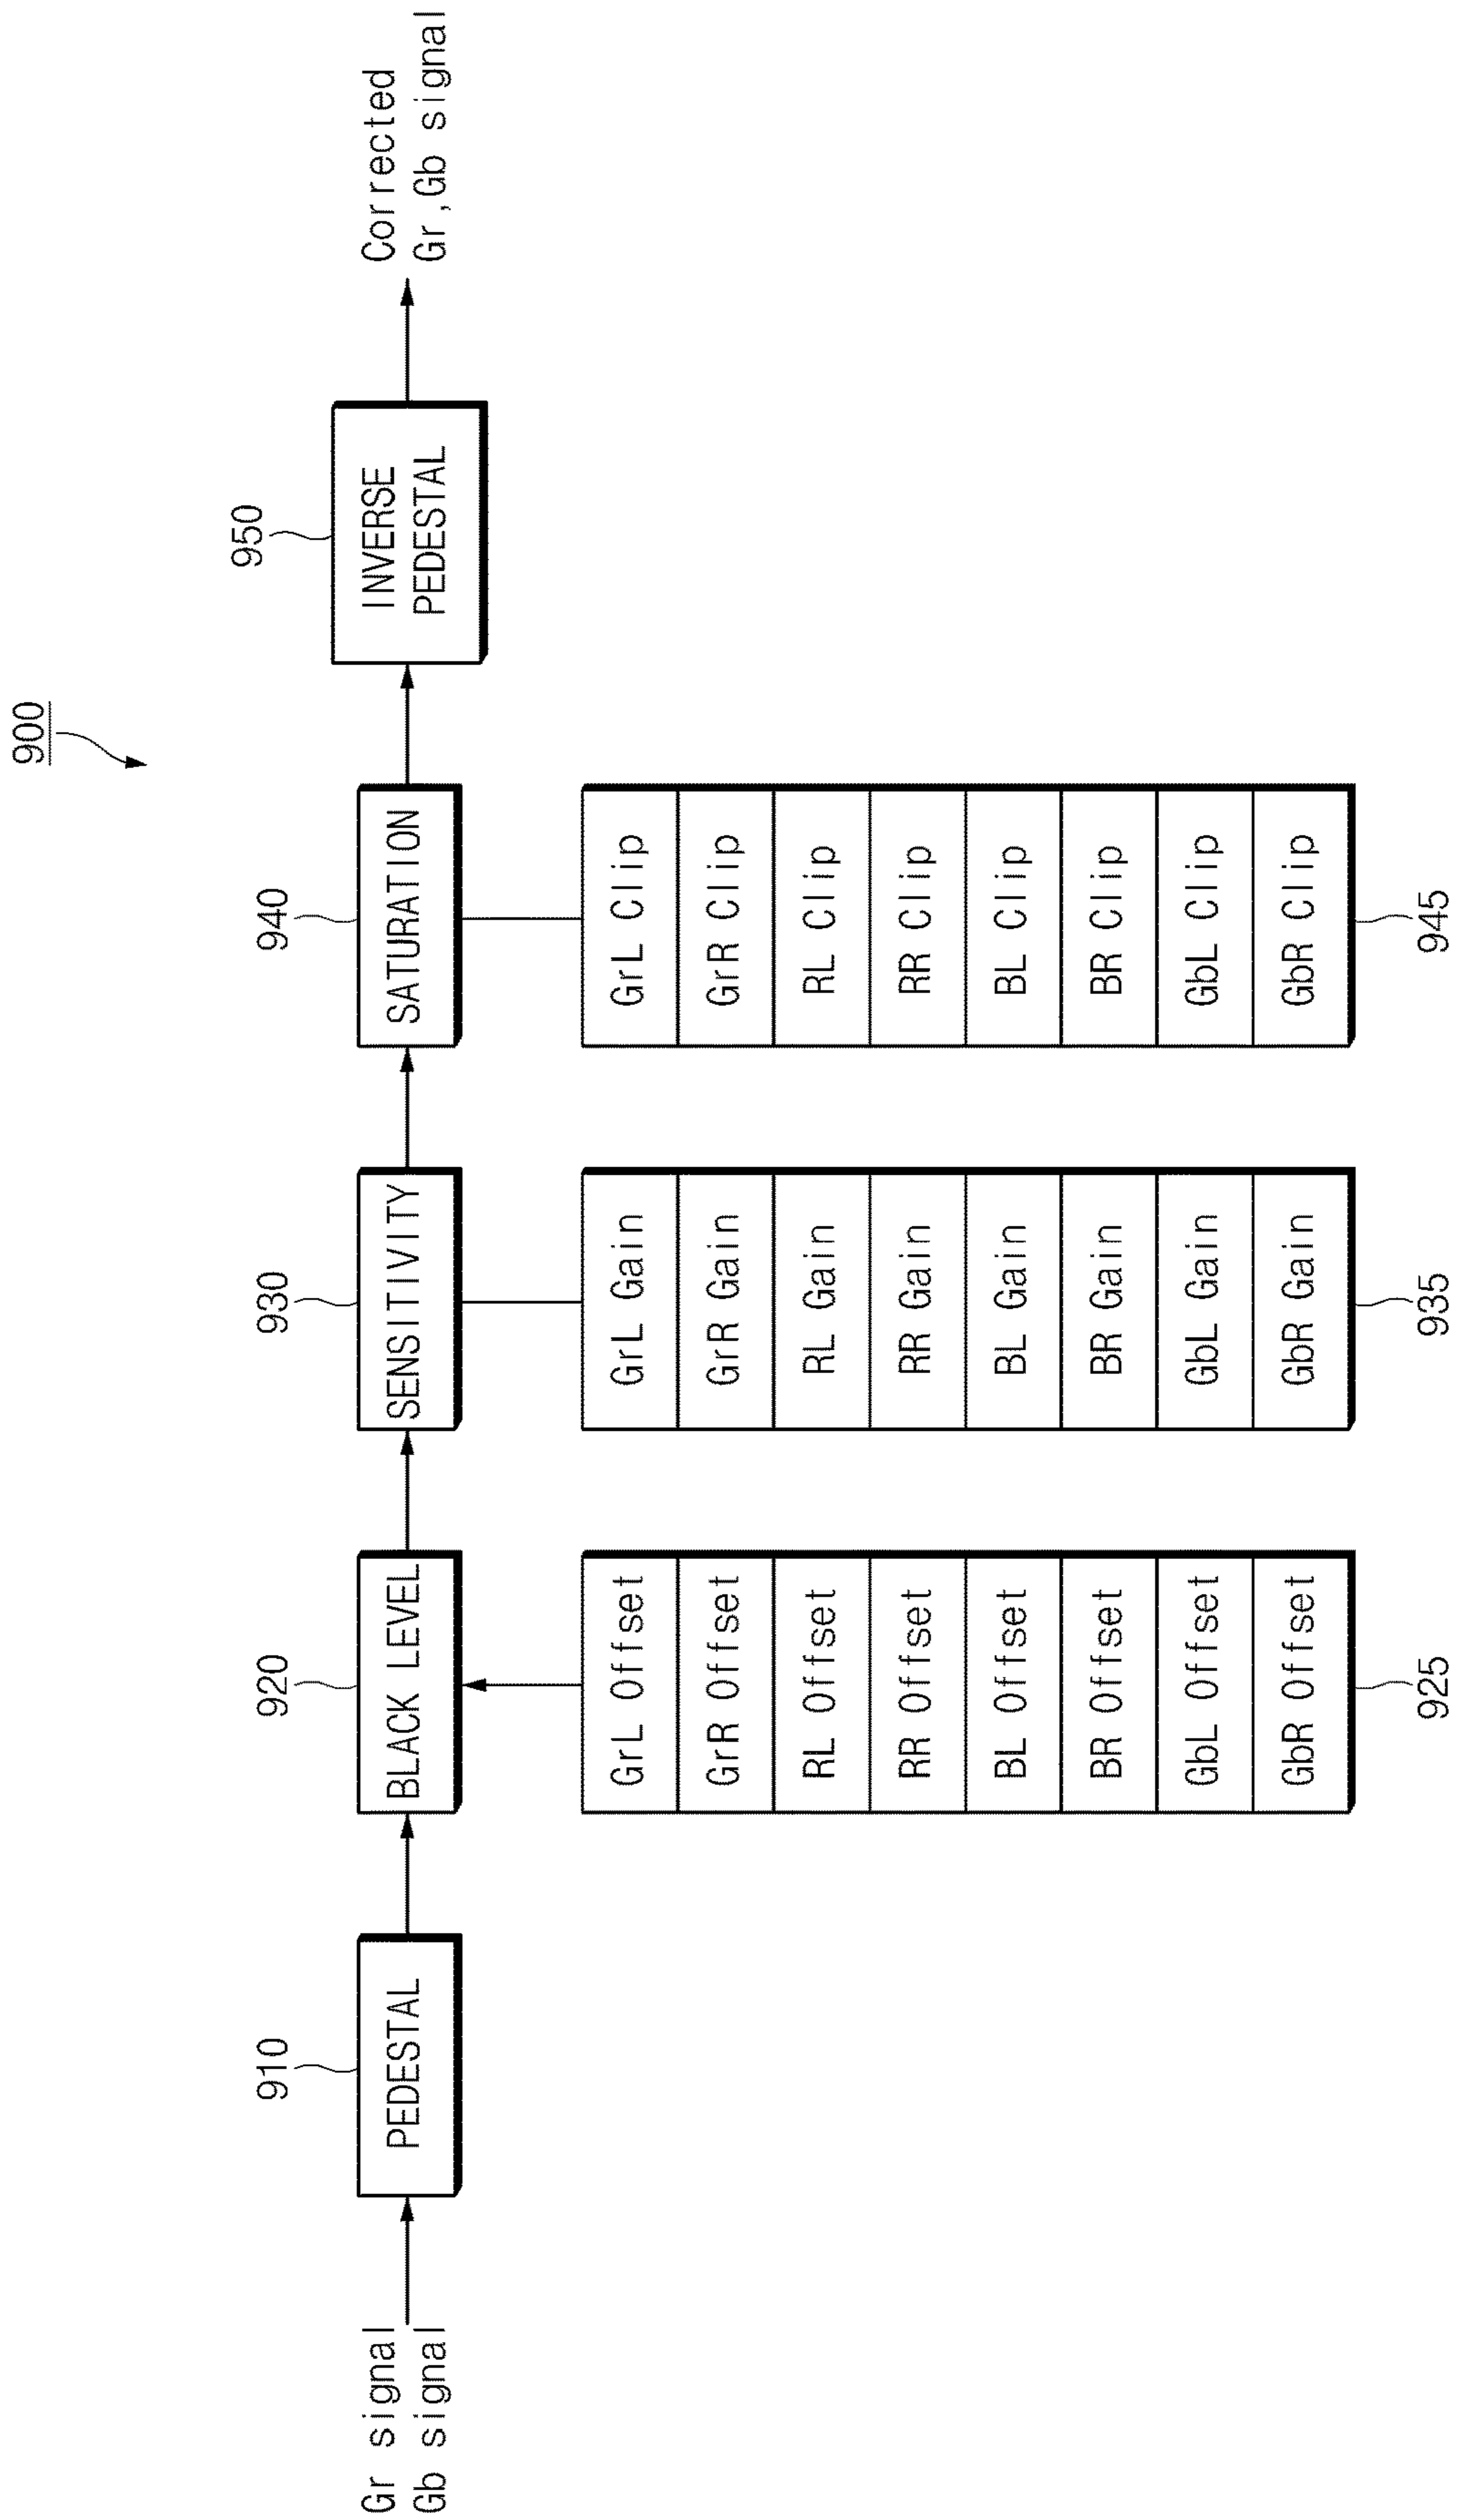 900
Gr signal
Gb signal
910
PEDESTAL
920
BLACK LEVEL
930
SENSITIVITY
940
SATURATION
950
INVERSE
PEDESTAL
Corrected
Gr,Gb signal
GrL Offset
GrR Offset
RL Offset
RR Offset
BL Offset
BR Offset
GbL Offset
GbR Offset
925
GrL Gain
GrR Gain
RL Gain
RR Gain
BL Gain
BR Gain
GbL Gain
GbR Gain
935
GrL Clip
GrR Clip
RL Clip
RR Clip
BL Clip
BR Clip
GbL Clip
GbR Clip
945